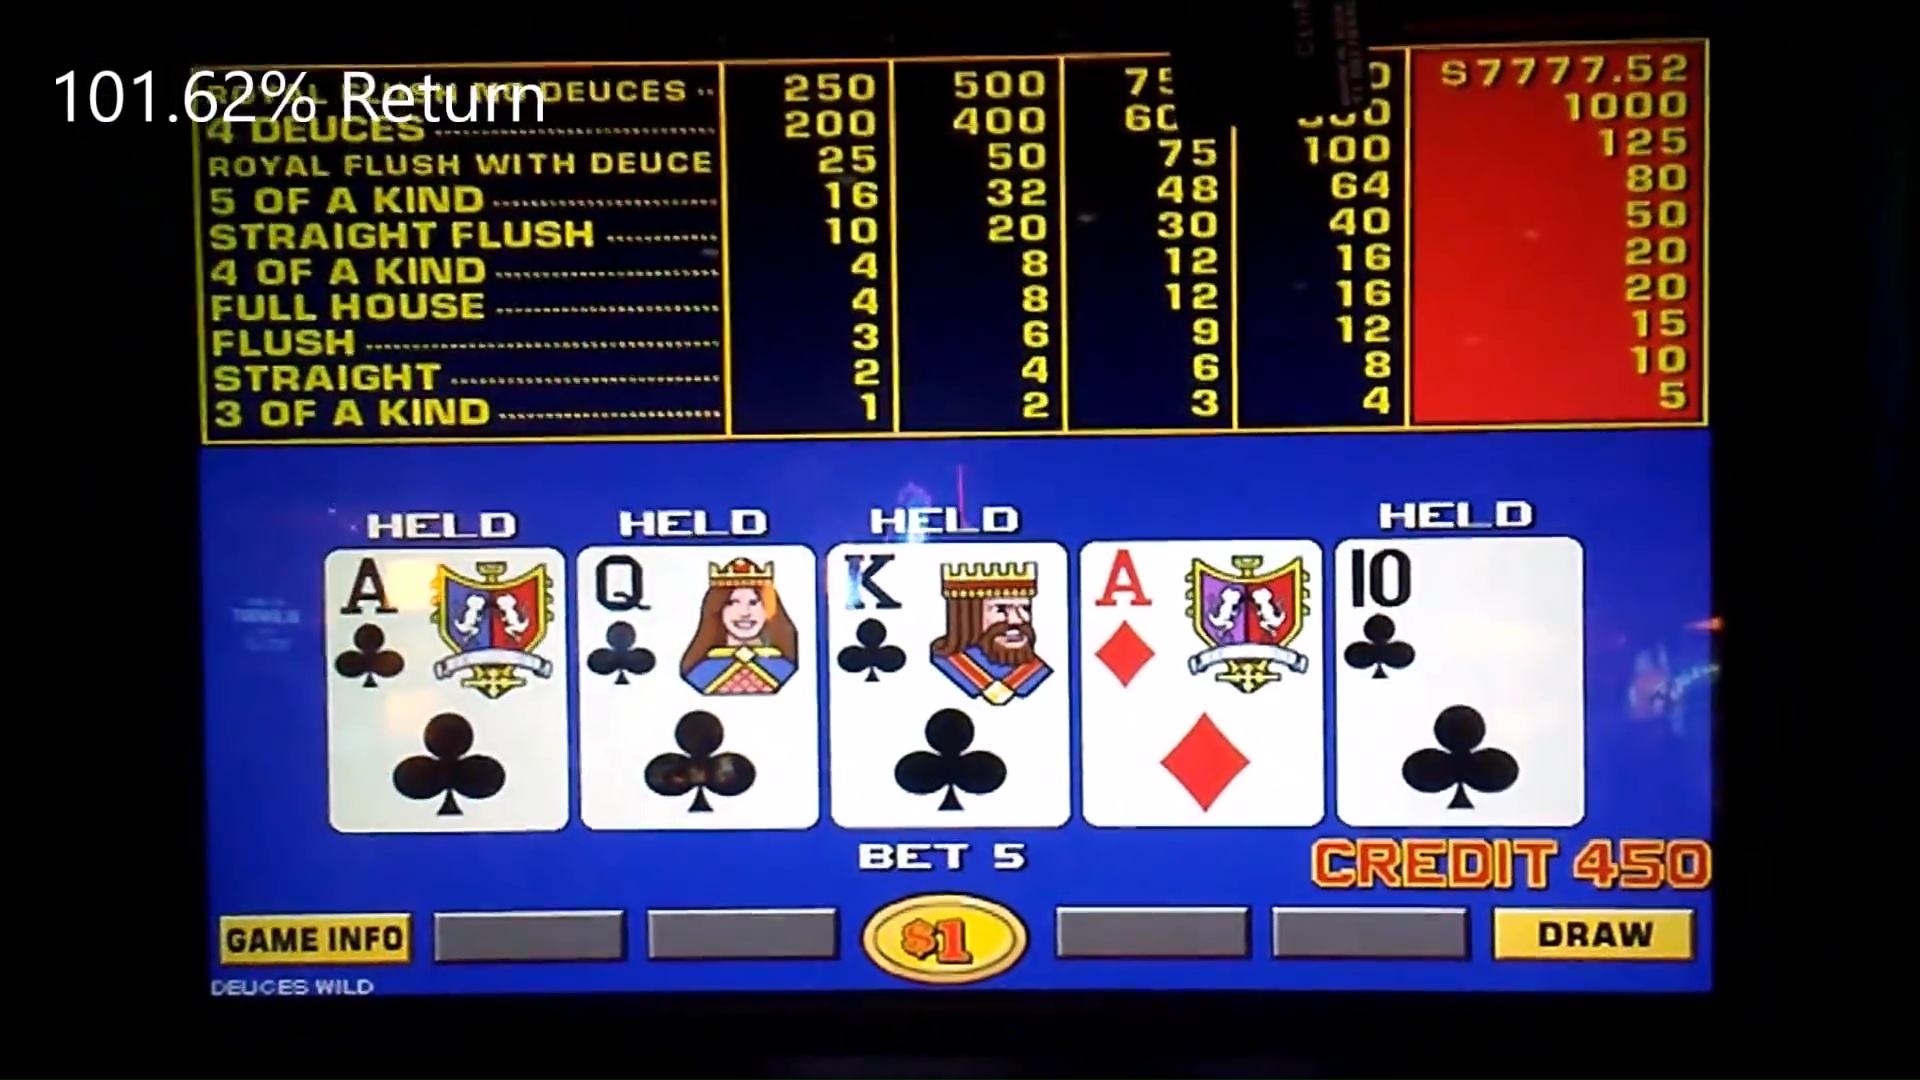 101.62% Return
ROYAL FLUSH NO DEUCES 250 500 $7777.52
4 DEUCES 200 400 1000
ROYAL FLUSH WITH DEUCE 25 50 75 100 125
5 OF A KIND 16 32 48 64 80
STRAIGHT FLUSH 10 20 30 40 50
4 OF A KIND 4 8 12 16 20
FULL HOUSE 4 8 12 16 20
FLUSH 3 6 9 12 15
STRAIGHT 2 4 6 8 10
3 OF A KIND 1 2 3 4 5
HELD HELD HELD HELD
A Q K A 10
BET 5 CREDIT 450
GAME INFO $1 DRAW
DEUCES WILD